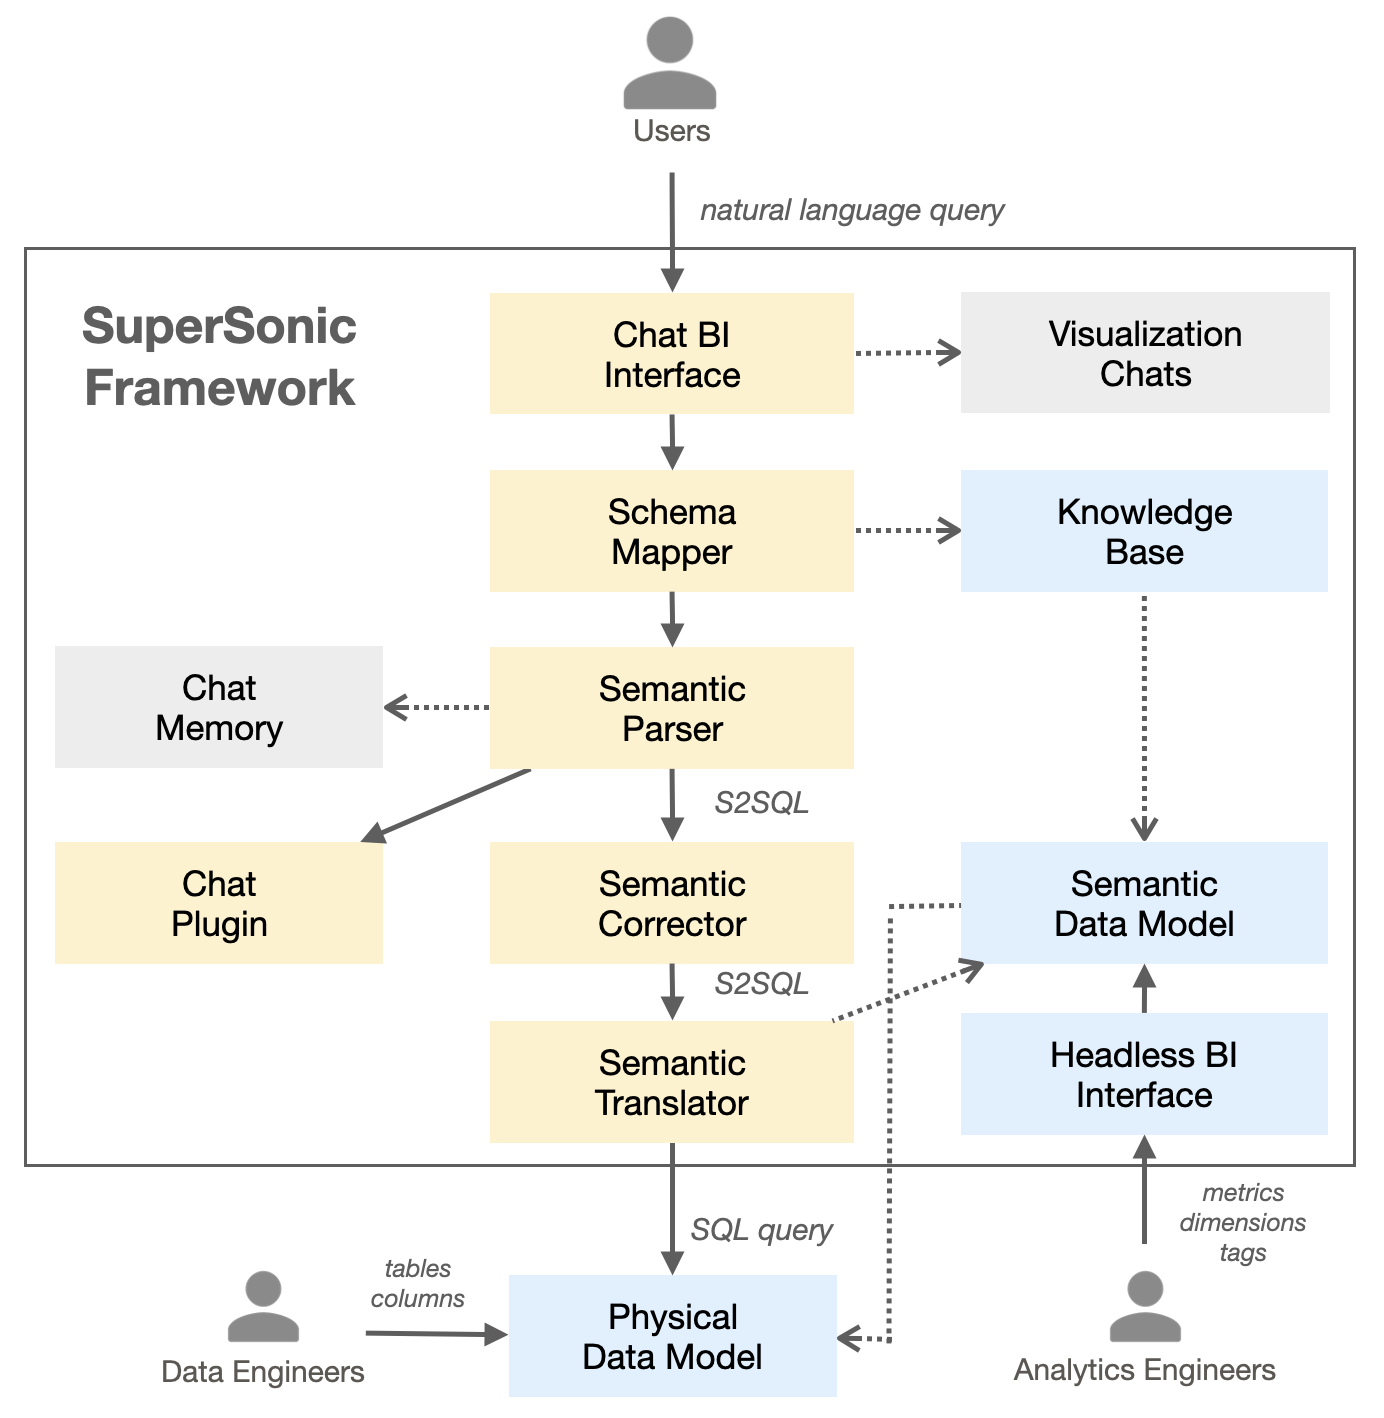 Users
natural language query
SuperSonic
Framework
Chat BI
Interface
Visualization
Chats
Schema
Mapper
Knowledge
Base
Chat
Memory
Semantic
Parser
S2SQL
Chat
Plugin
Semantic
Corrector
Semantic
Data Model
S2SQL
Semantic
Translator
Headless BI
Interface
SQL query
metrics
dimensions
tags
tables
columns
Data Engineers
Physical
Data Model
Analytics Engineers